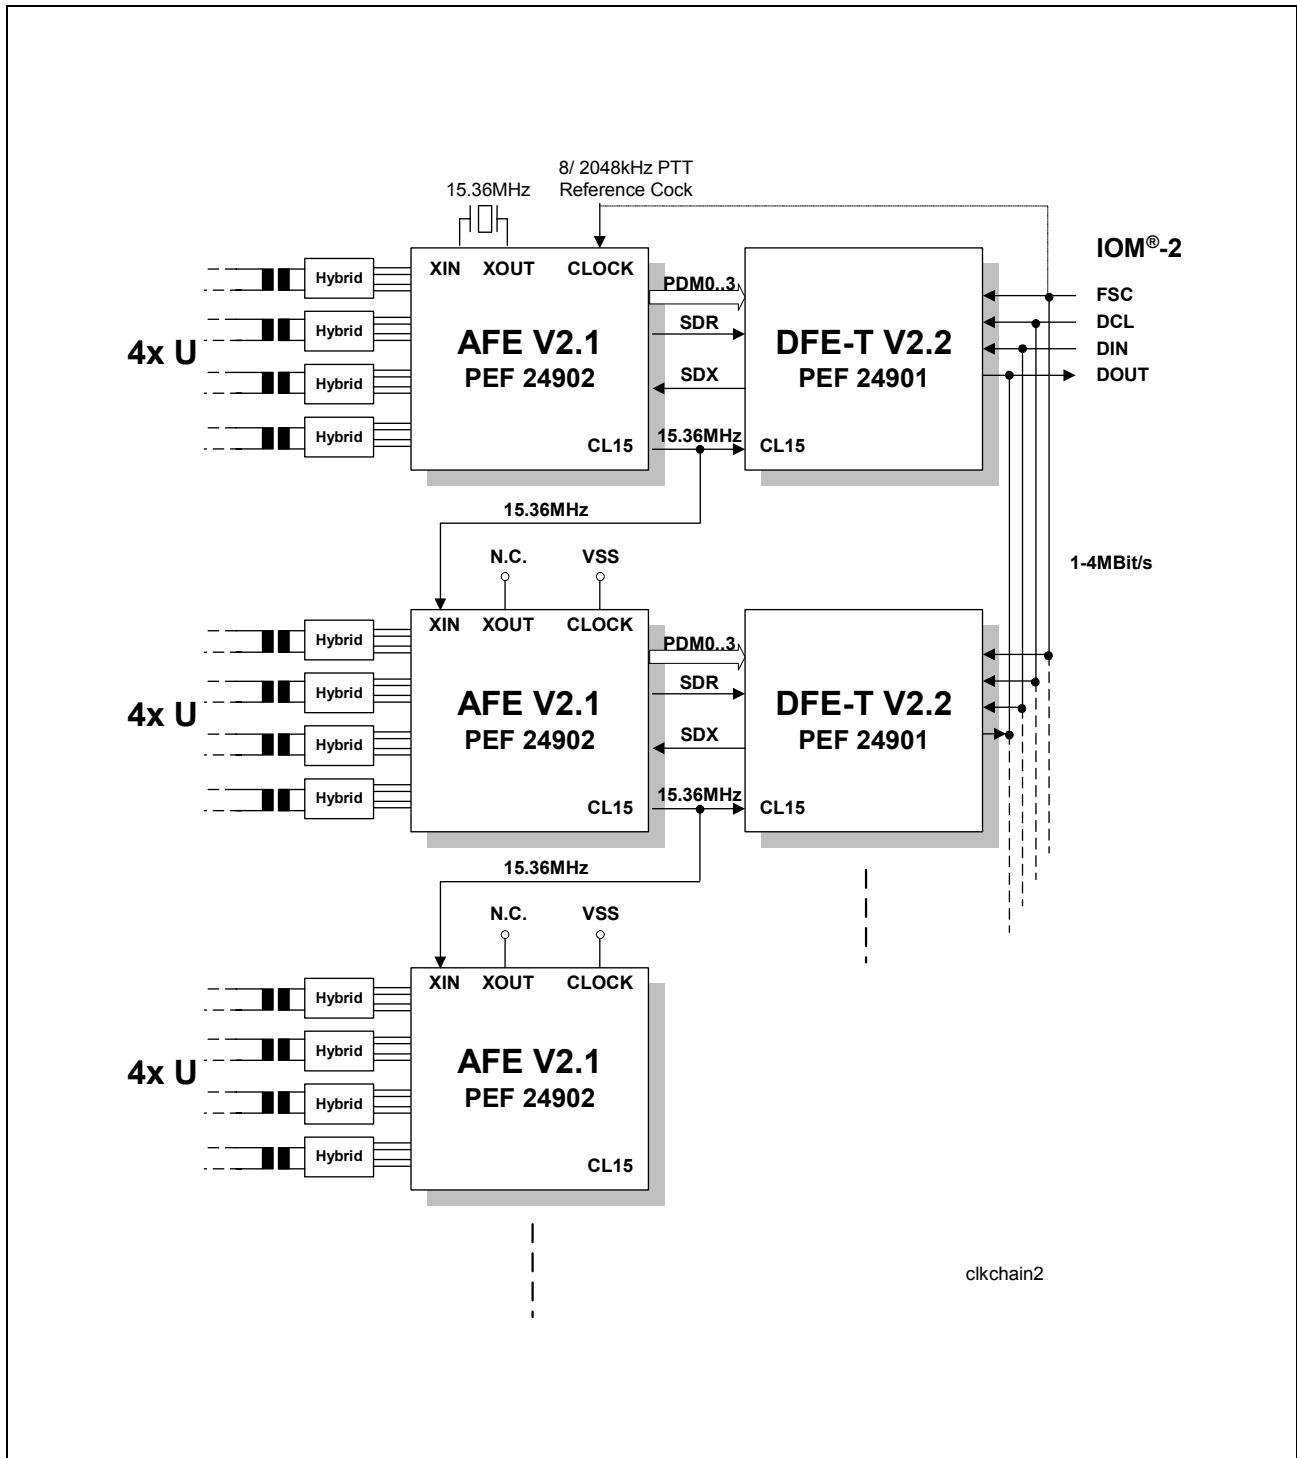 8/ 2048kHz PTT
Reference Cock
15.36MHz
IOM®-2
XIN XOUT CLOCK
Hybrid
PDM0..3
FSC
Hybrid
SDR
DCL
4x U
AFE V2.1
PEF 24902
DFE-T V2.2
PEF 24901
DIN
Hybrid
SDX
DOUT
Hybrid
CL15
15.36MHz
CL15
15.36MHz
N.C.
VSS
1-4MBit/s
XIN XOUT CLOCK
Hybrid
PDM0..3
Hybrid
SDR
4x U
AFE V2.1
PEF 24902
DFE-T V2.2
PEF 24901
Hybrid
SDX
Hybrid
CL15
15.36MHz
CL15
15.36MHz
N.C.
VSS
XIN XOUT CLOCK
Hybrid
Hybrid
4x U
AFE V2.1
PEF 24902
Hybrid
Hybrid
CL15
clkchain2